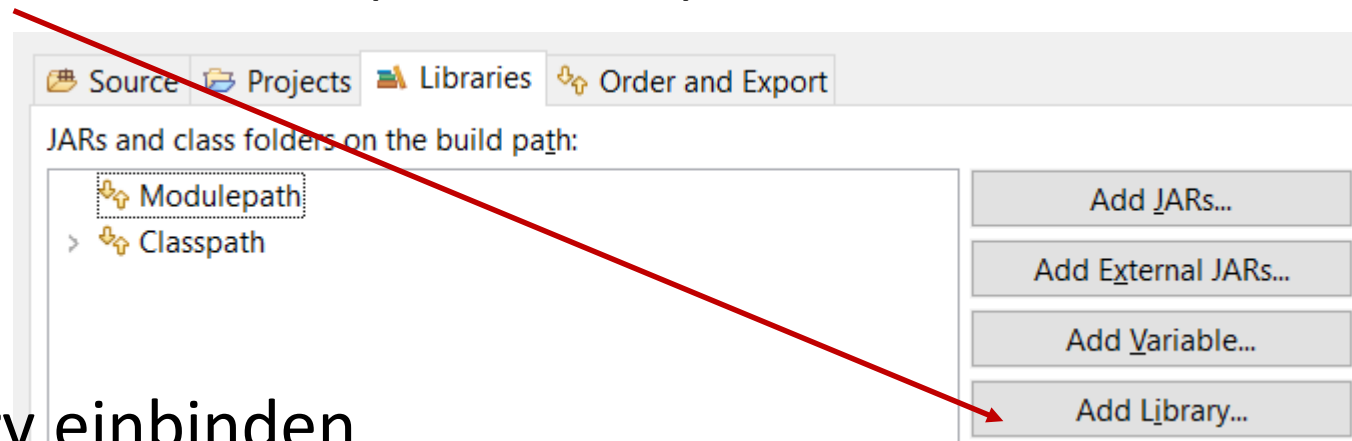 Source Projects Libraries Order and Export
JARs and class folders on the build path:
Modulepath
Classpath
Add JARs...
Add External JARs...
Add Variable...
Add Library...
einbinden